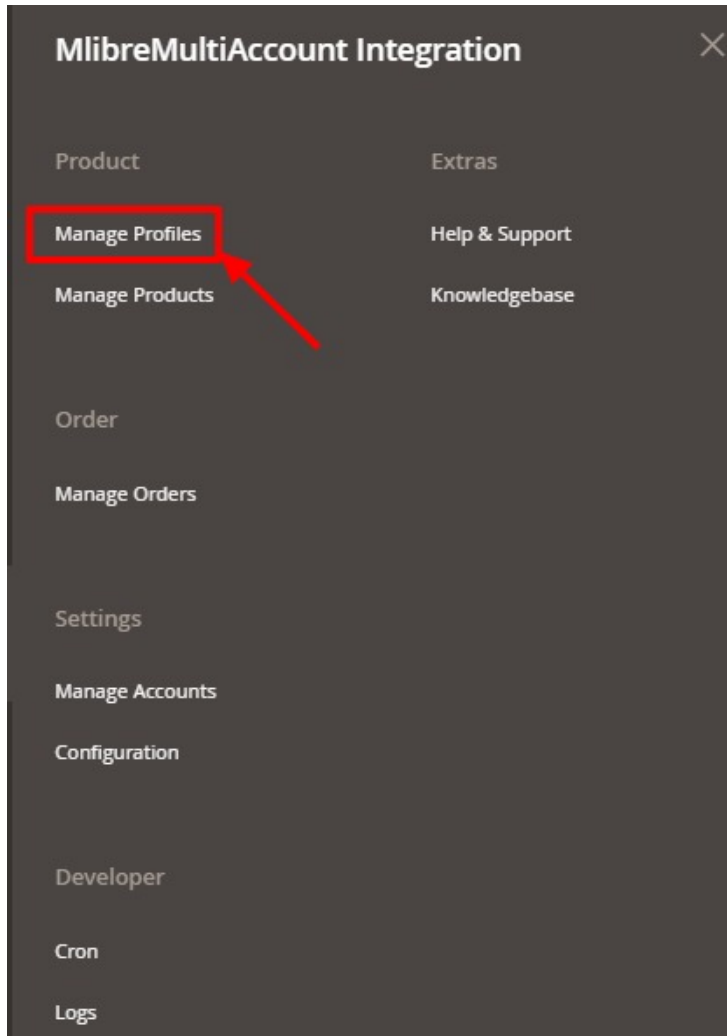 MlibreMultiAccount Integration
Product
Manage Profiles
Manage Products
Extras
Help & Support
Knowledgebase
Order
Manage Orders
Settings
Manage Accounts
Configuration
Developer
Cron
Logs